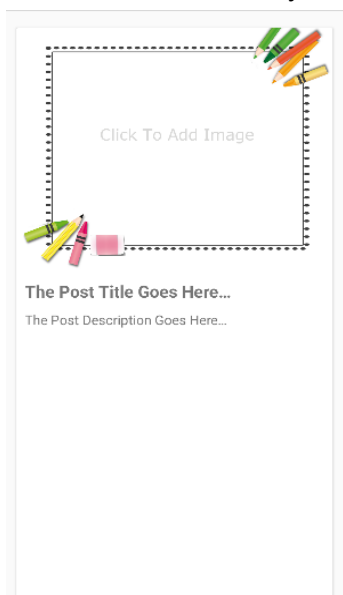 Click To Add Image
The Post Title Goes Here...
The Post Description Goes Here...